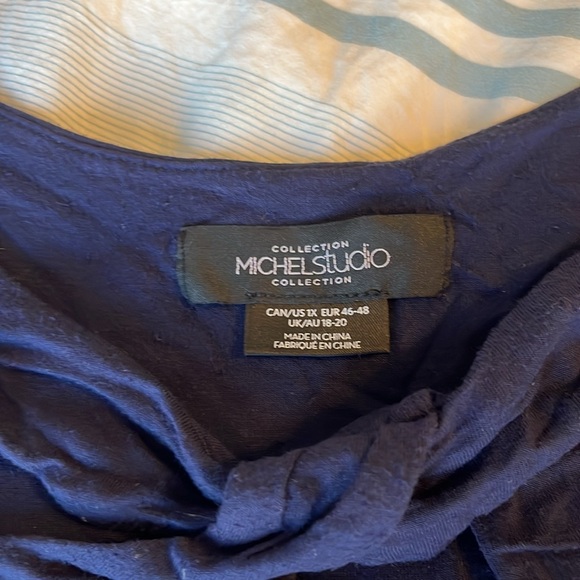 COLLECTION
MICHELstudio
COLLECTION
CAN/US 1X EUR 46-48
UK/AU 18-20
MADE IN CHINA
FABRIQUÉ EN CHINE